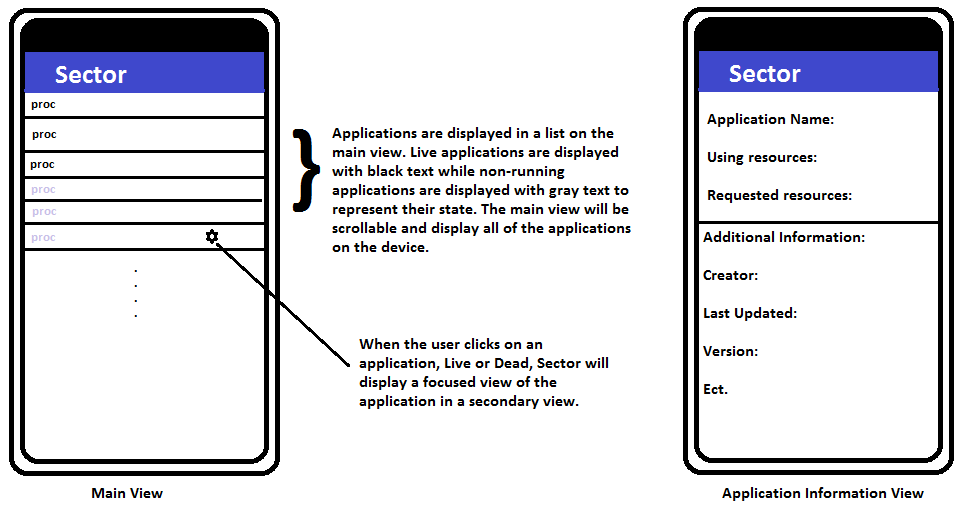 Sector
proc
proc
proc
proc
proc
proc
.
.
.
.
Main View
Applications are displayed in a list on the
main view. Live applications are displayed
with black text while non-running
applications are displayed with gray text to
represent their state. The main view will be
scrollable and display all of the applications
on the device.
When the user clicks on an
application, Live or Dead, Sector will
display a focused view of the
application in a secondary view.
Sector
Application Name:
Using resources:
Requested resources:
Additional Information:
Creator:
Last Updated:
Version:
Ect.
Application Information View